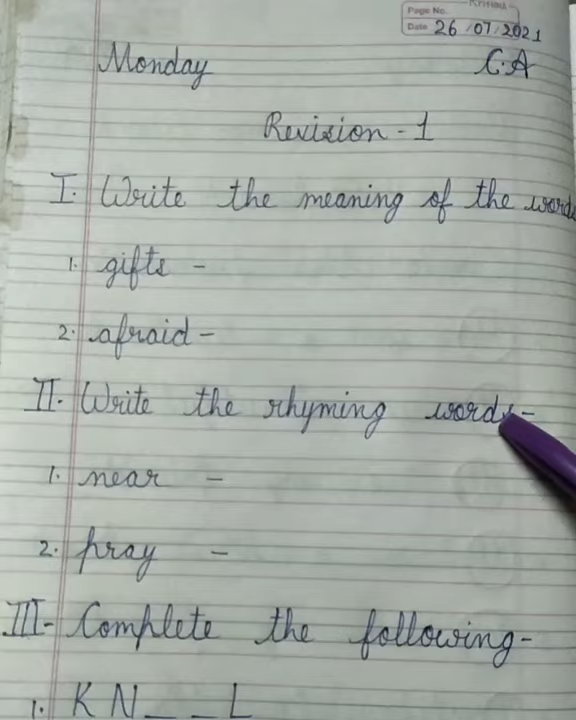 Page No.
Date 26/07/2021
Monday C.A
Revision - 1
I. Write the meaning of the words
1. gifts -
2. afraid -
II. Write the rhyming words -
1. near -
2. pray -
III - Complete the following -
1. K N _ _ L